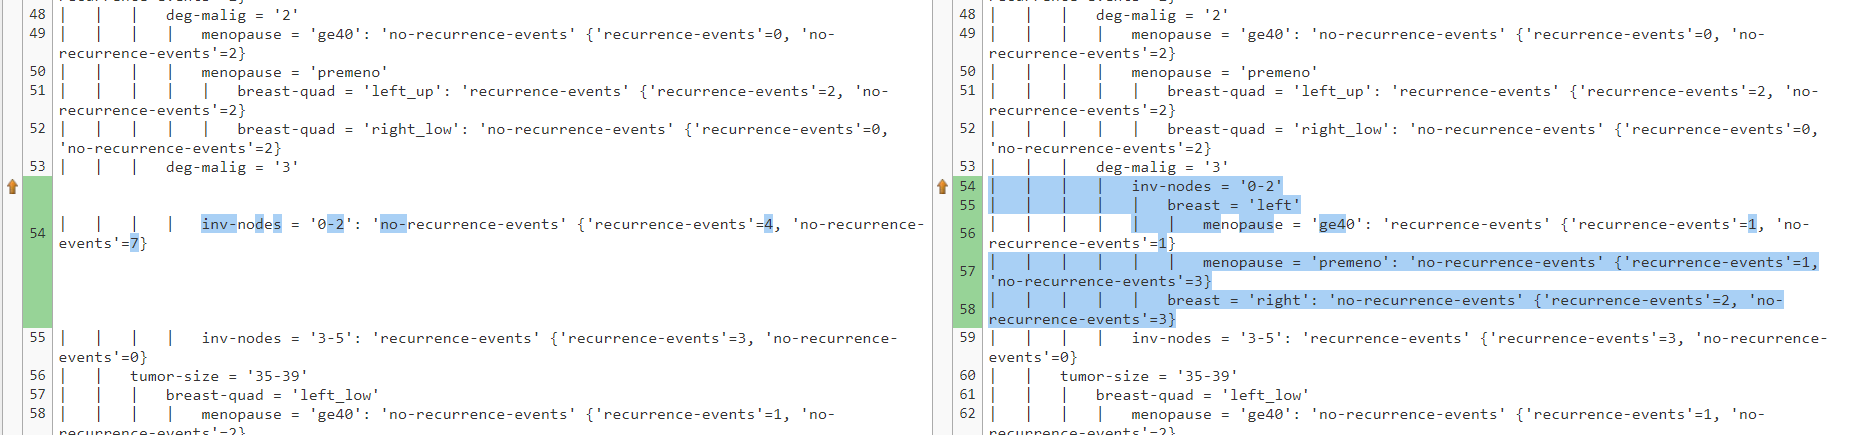 48 | | | deg-malig = '2'
49 | | | | menopause = 'ge40': 'no-recurrence-events' {'recurrence-events'=0, 'no-
recurrence-events'=2}
50 | | | | menopause = 'premeno'
51 | | | | | breast-quad = 'left_up': 'recurrence-events' {'recurrence-events'=2, 'no-
recurrence-events'=2}
52 | | | | | breast-quad = 'right_low': 'no-recurrence-events' {'recurrence-events'=0,
'no-recurrence-events'=2}
53 | | | deg-malig = '3'
54 | | | | inv-nodes = '0-2': 'no-recurrence-events' {'recurrence-events'=4, 'no-recurrence-
events'=7}
55 | | | | inv-nodes = '3-5': 'recurrence-events' {'recurrence-events'=3, 'no-recurrence-
events'=0}
56 | | tumor-size = '35-39'
57 | | | breast-quad = 'left_low'
58 | | | | menopause = 'ge40': 'no-recurrence-events' {'recurrence-events'=1, 'no-
recurrence-events'=2}
48 | | | deg-malig = '2'
49 | | | | menopause = 'ge40': 'no-recurrence-events' {'recurrence-events'=0, 'no-
recurrence-events'=2}
50 | | | | menopause = 'premeno'
51 | | | | | breast-quad = 'left_up': 'recurrence-events' {'recurrence-events'=2, 'no-
recurrence-events'=2}
52 | | | | | breast-quad = 'right_low': 'no-recurrence-events' {'recurrence-events'=0,
'no-recurrence-events'=2}
53 | | | deg-malig = '3'
54 | | | | inv-nodes = '0-2'
55 | | | | | breast = 'left'
56 | | | | | | menopause = 'ge40': 'recurrence-events' {'recurrence-events'=1, 'no-
recurrence-events'=1}
57 | | | | | | menopause = 'premeno': 'no-recurrence-events' {'recurrence-events'=1,
'no-recurrence-events'=3}
58 | | | | | breast = 'right': 'no-recurrence-events' {'recurrence-events'=2, 'no-
recurrence-events'=3}
59 | | | | inv-nodes = '3-5': 'recurrence-events' {'recurrence-events'=3, 'no-recurrence-
events'=0}
60 | | tumor-size = '35-39'
61 | | | breast-quad = 'left_low'
62 | | | | menopause = 'ge40': 'no-recurrence-events' {'recurrence-events'=1, 'no-
recurrence-events'=2}